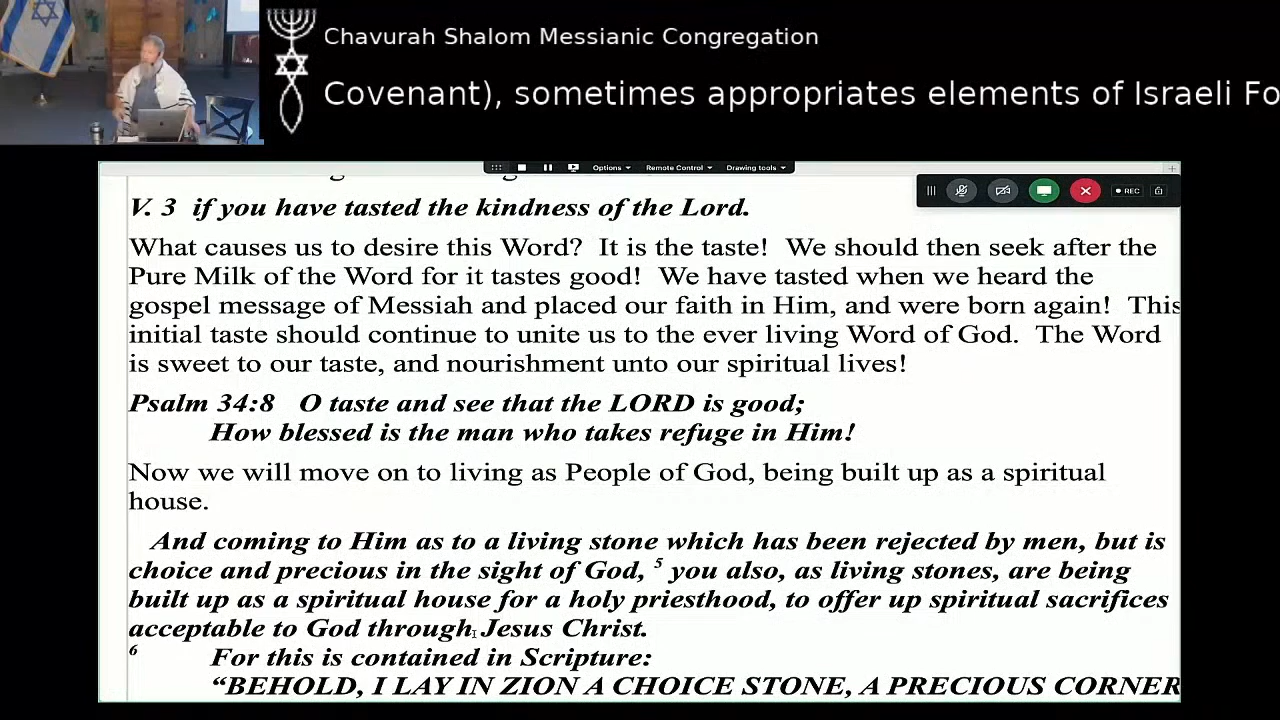 Chavurah Shalom Messianic Congregation
Covenant), sometimes appropriates elements of Israeli Fo
Options
Remote Control
Drawing tools
REC
V. 3 if you have tasted the kindness of the Lord.
What causes us to desire this Word? It is the taste! We should then seek after the
Pure Milk of the Word for it tastes good! We have tasted when we heard the
gospel message of Messiah and placed our faith in Him, and were born again! This
initial taste should continue to unite us to the ever living Word of God. The Word
is sweet to our taste, and nourishment unto our spiritual lives!
Psalm 34:8 O taste and see that the LORD is good;
How blessed is the man who takes refuge in Him!
Now we will move on to living as People of God, being built up as a spiritual
house.
And coming to Him as to a living stone which has been rejected by men, but is
choice and precious in the sight of God, 5 you also, as living stones, are being
built up as a spiritual house for a holy priesthood, to offer up spiritual sacrifices
acceptable to God through Jesus Christ.
6 For this is contained in Scripture:
“BEHOLD, I LAY IN ZION A CHOICE STONE, A PRECIOUS CORNER